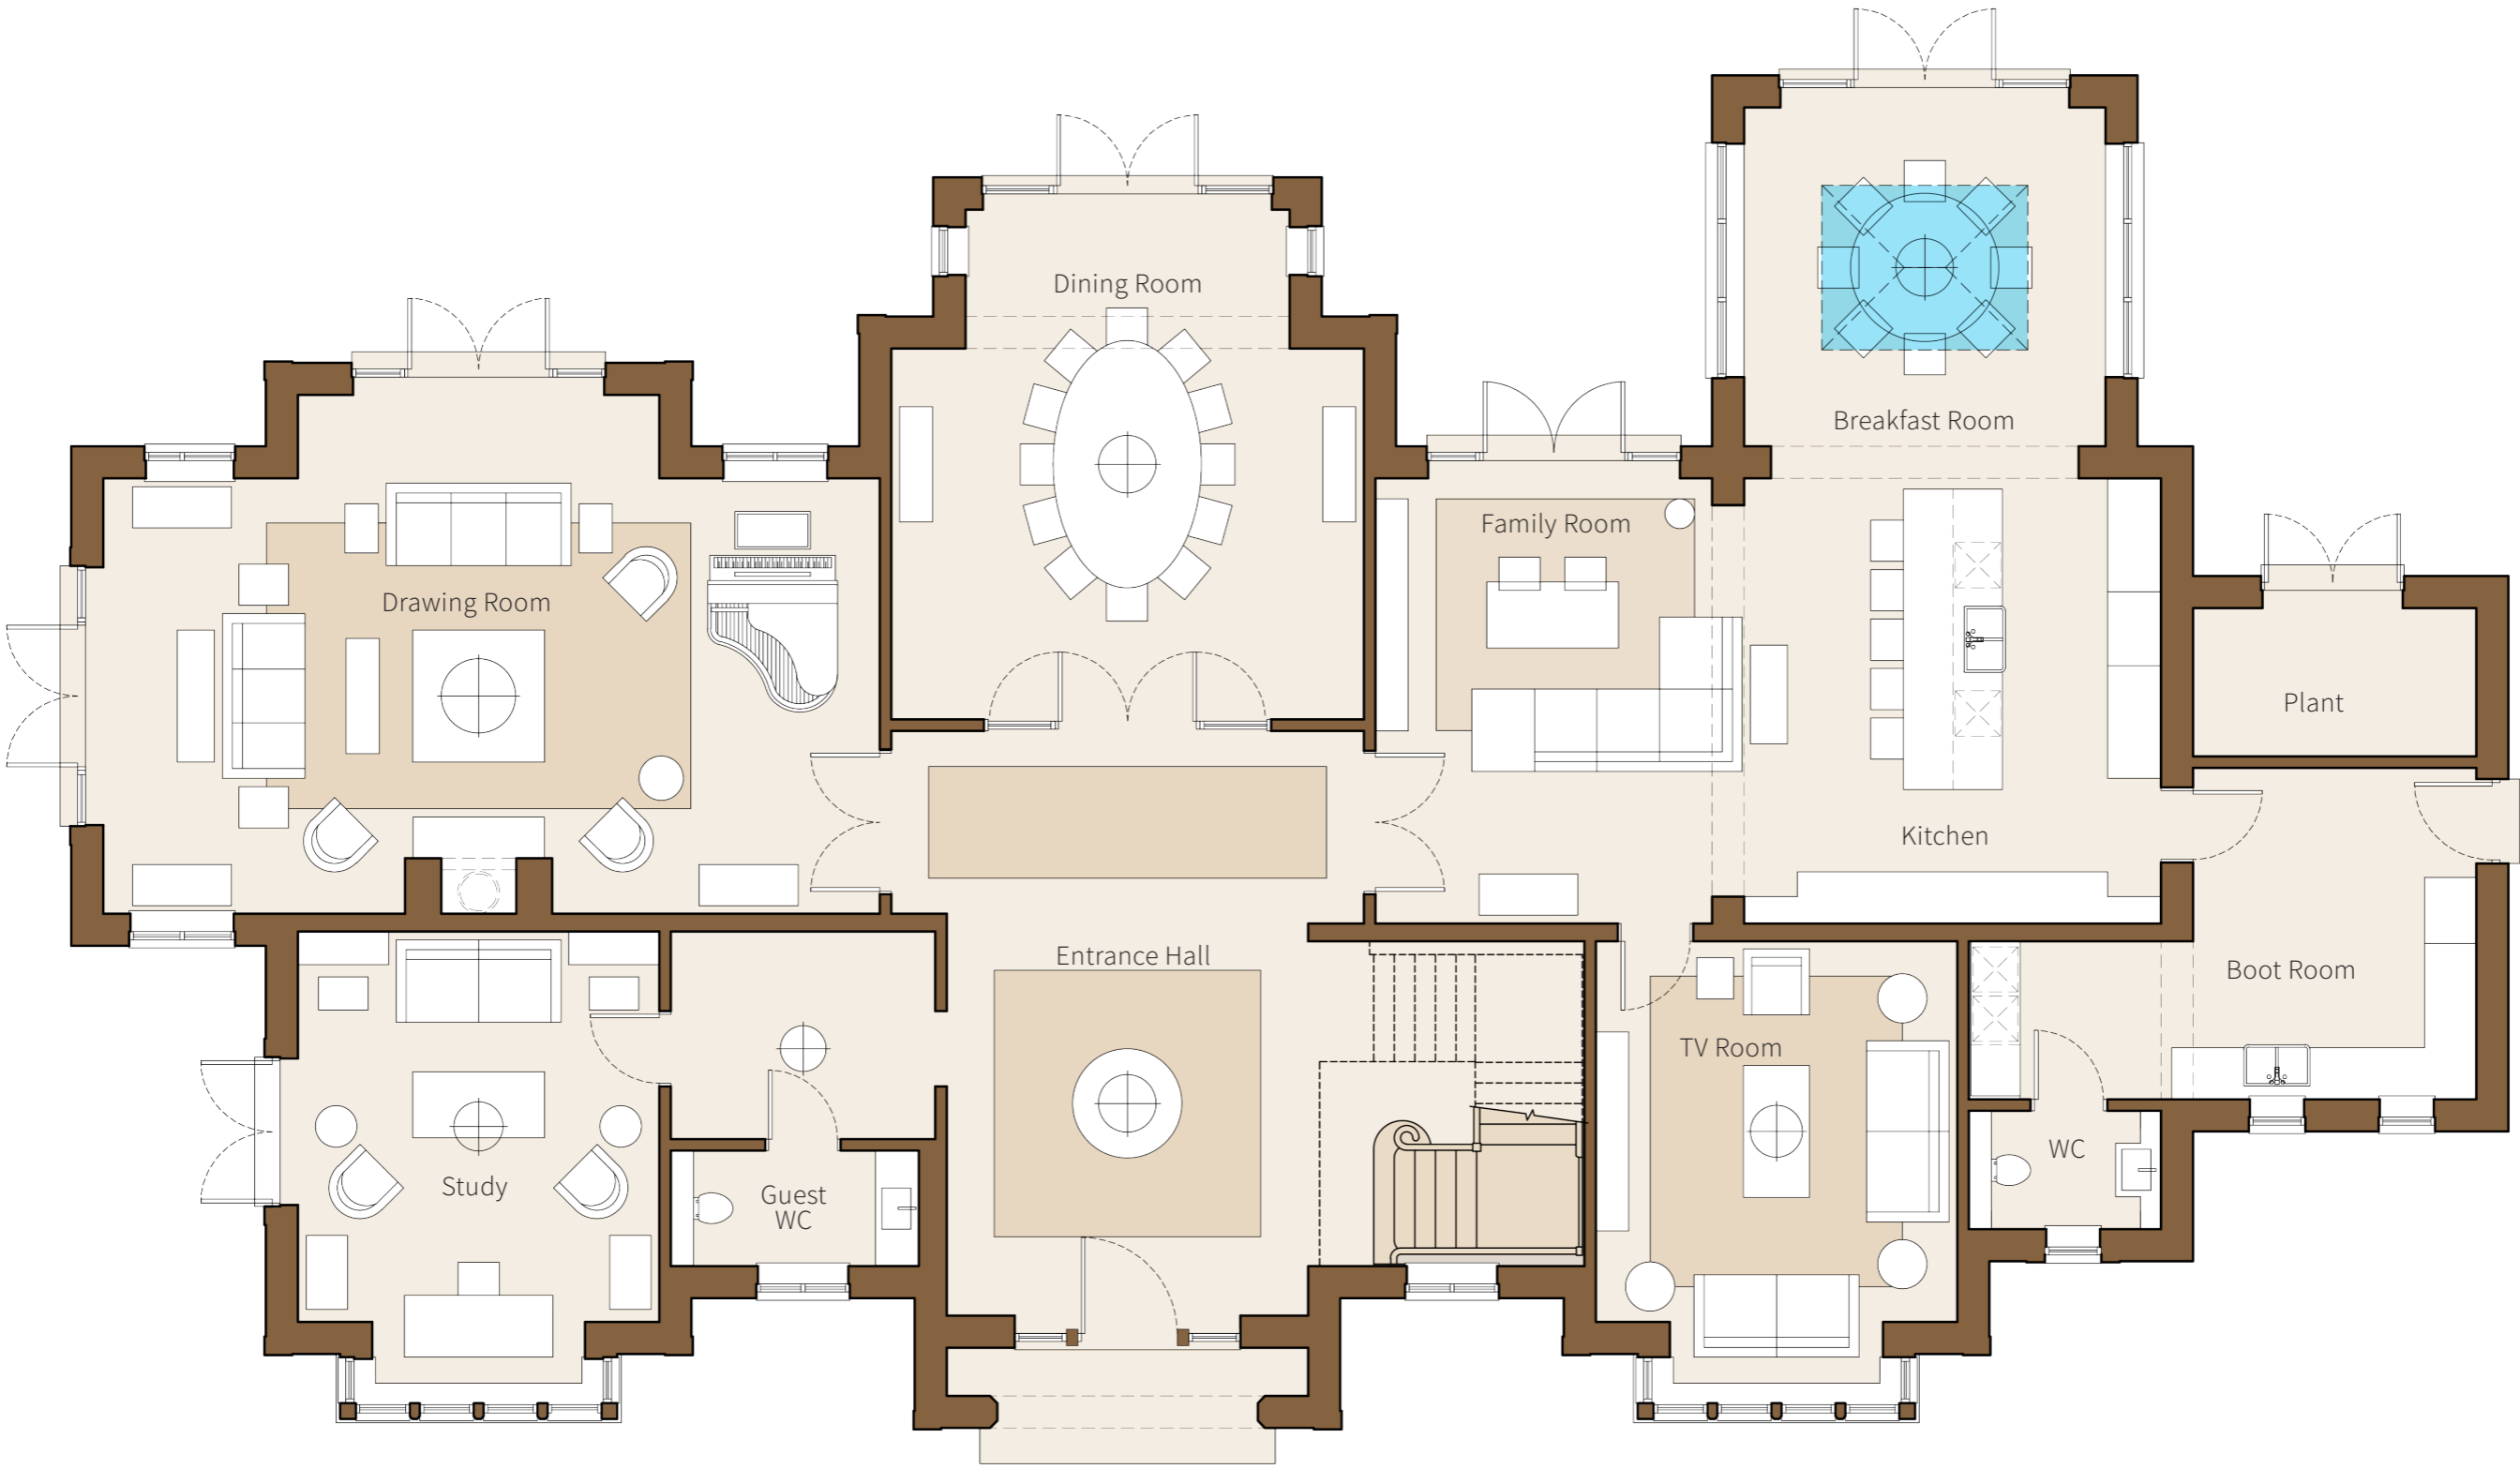 Dining Room
Breakfast Room
Family Room
Drawing Room
Plant
Kitchen
Entrance Hall
Boot Room
TV Room
WC
Study
Guest
WC